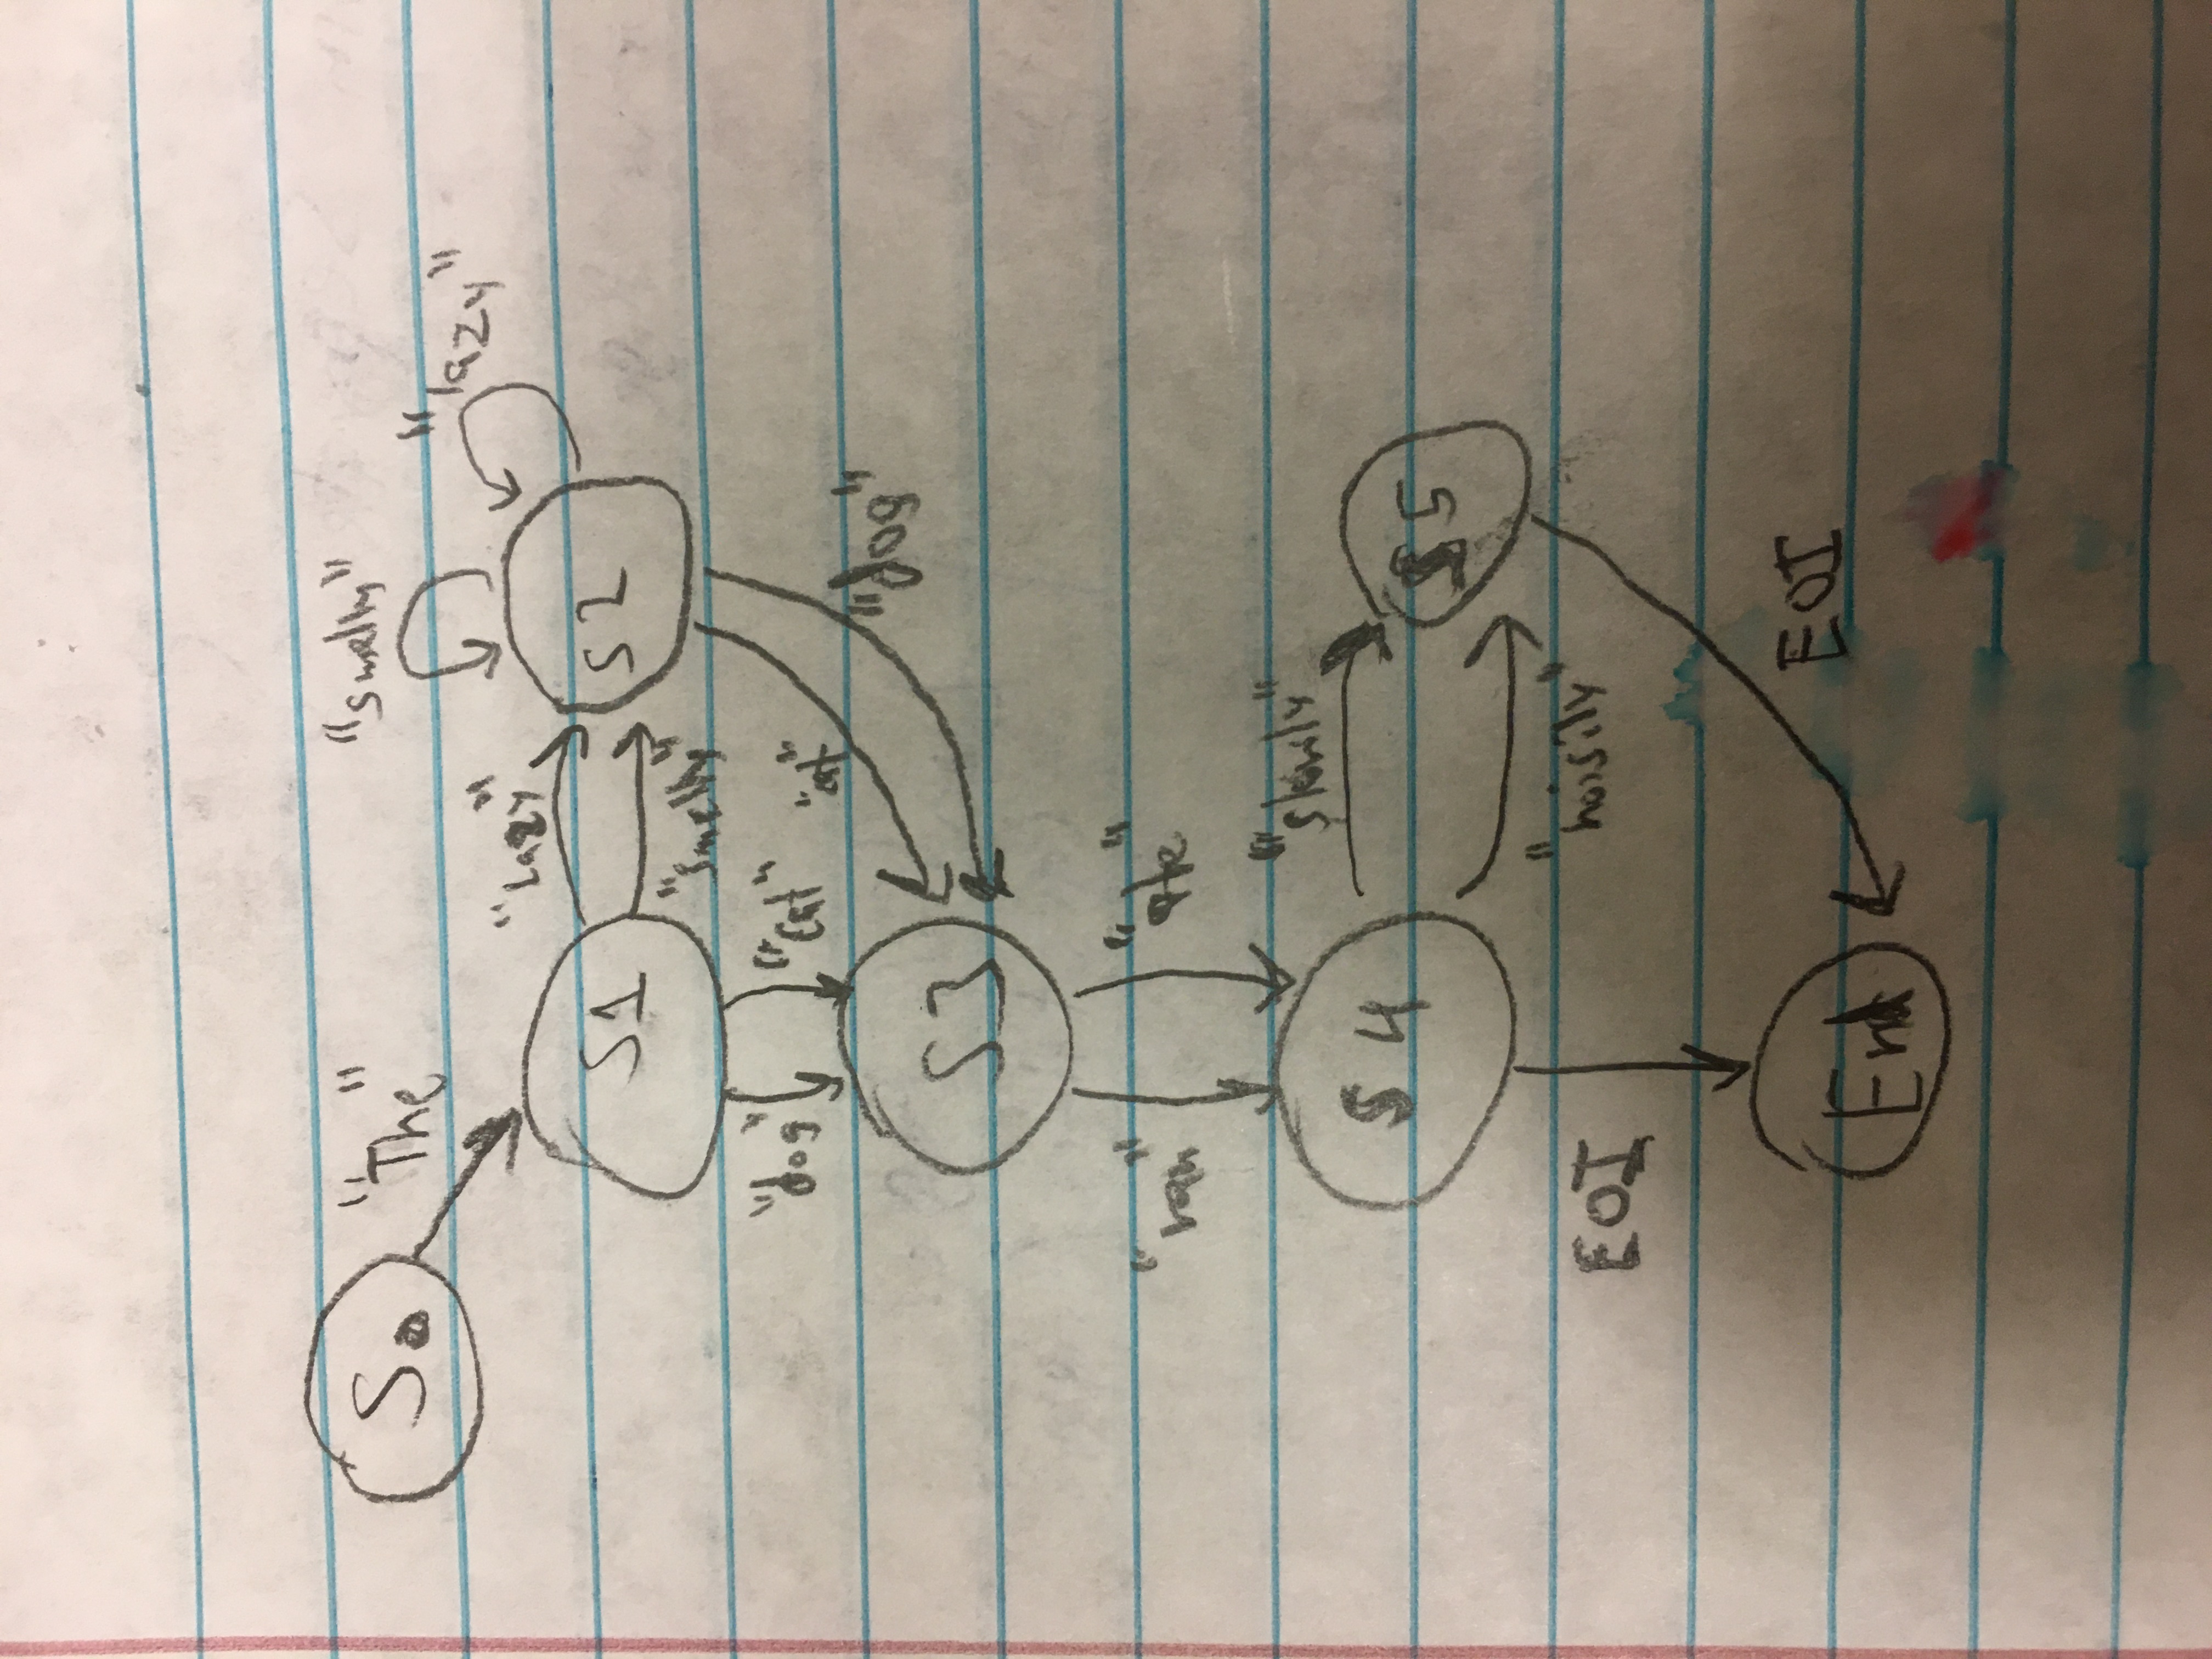 S0
"The"
"smelly"
"lazy"
"Lazy"
S1
S2
"Smelly"
"dog"
"Cat"
"cat"
"dog"
S3
"ran"
"ate"
"slowly"
S4
S5
"noisily"
EOI
EOI
End